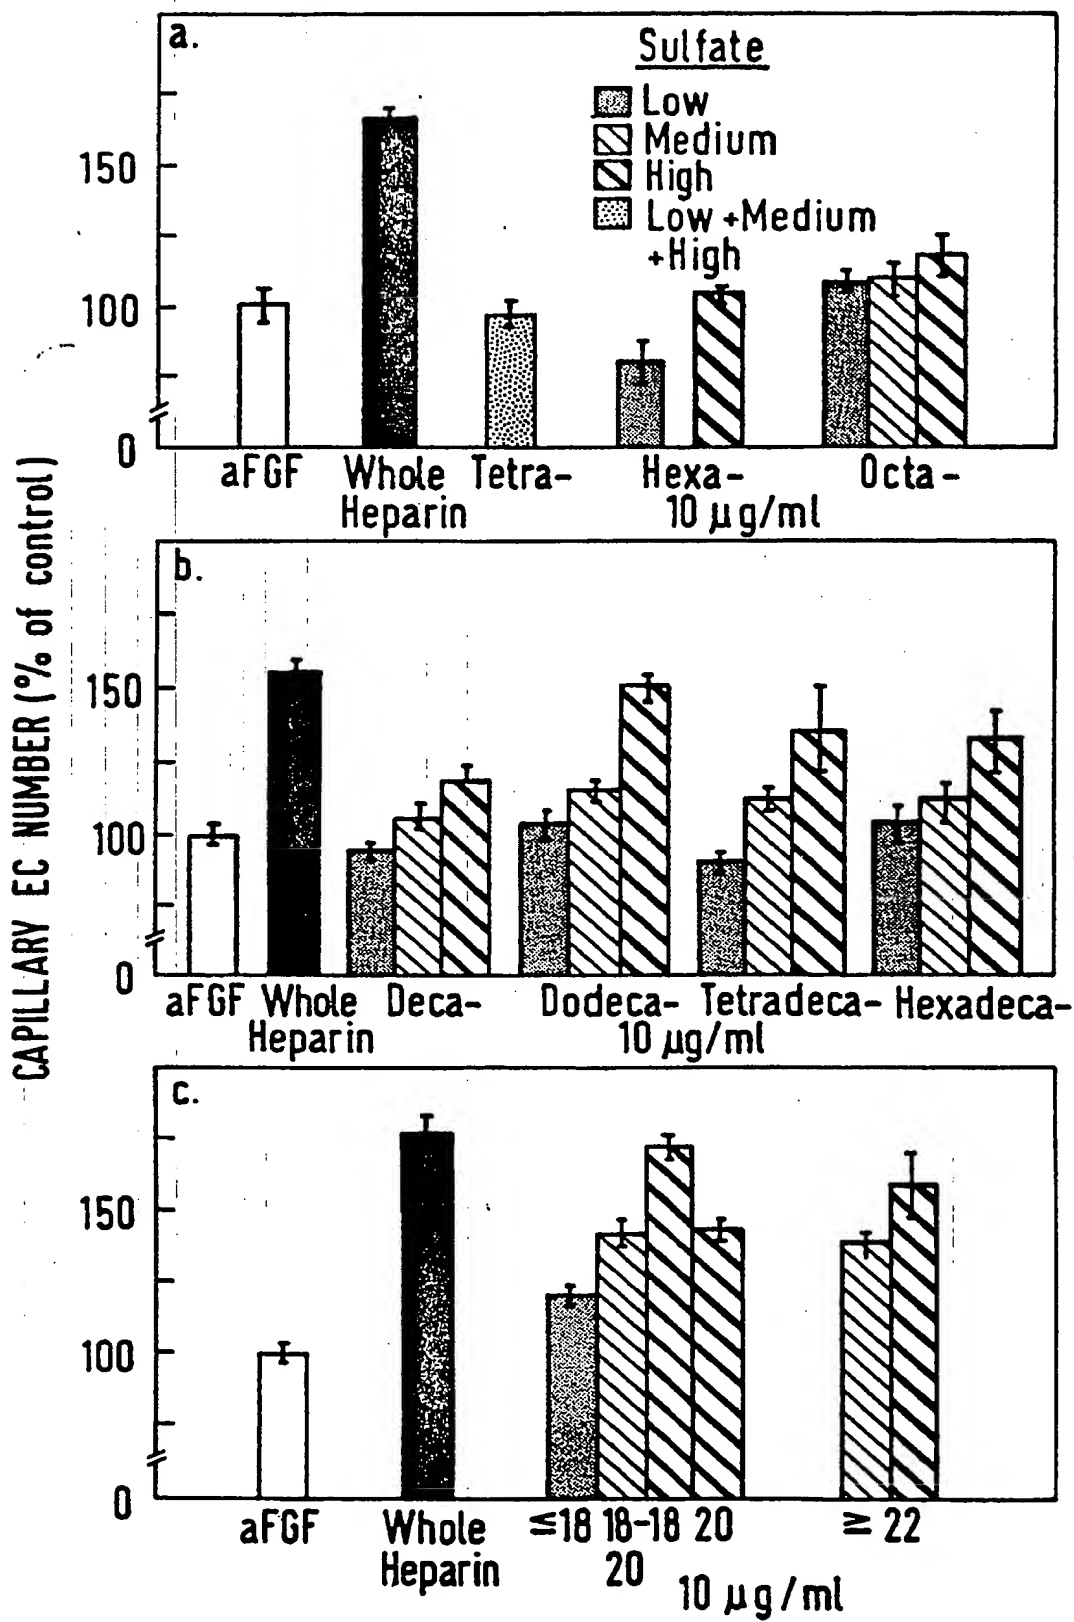 CAPILLARY EC NUMBER (% of control)
a.
Sulfate
Low
Medium
High
Low +Medium
+High
150
100
0
aFGF Whole Tetra- Hexa- Octa-
Heparin 10 µg/ml
b.
150
100
0
aFGF Whole Deca- Dodeca- Tetradeca- Hexadeca-
Heparin 10 µg/ml
c.
150
100
0
aFGF Whole ≤18 18-18 20 ≥ 22
Heparin 20 10 µg/ml